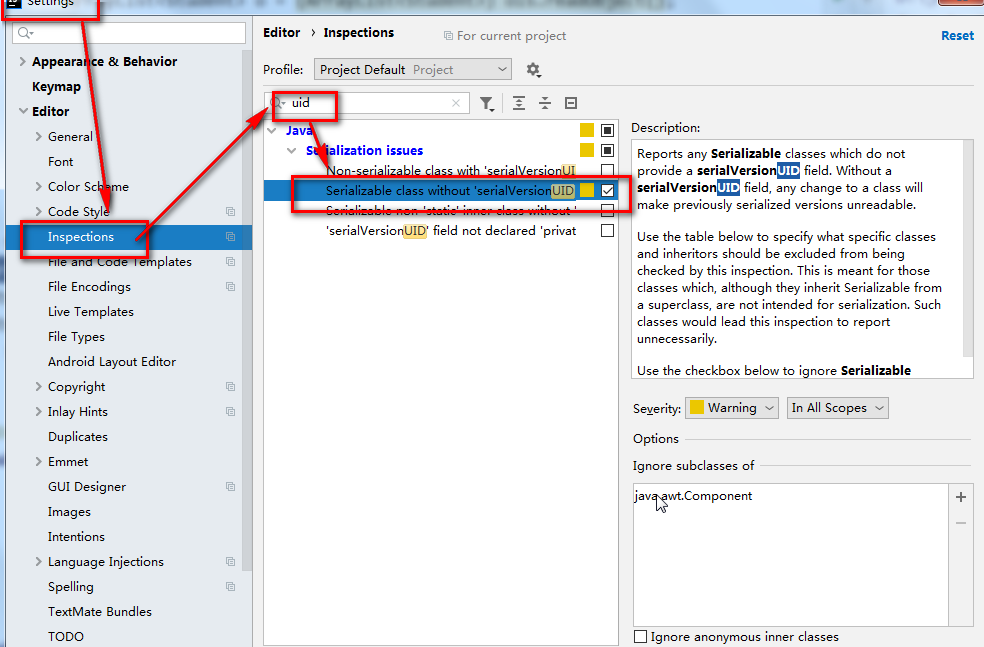 Settings
Appearance & Behavior
Keymap
Editor
General
Font
Color Scheme
Code Style
Inspections
File and Code Templates
File Encodings
Live Templates
File Types
Android Layout Editor
Copyright
Inlay Hints
Duplicates
Emmet
GUI Designer
Images
Intentions
Language Injections
Spelling
TextMate Bundles
TODO
Editor › Inspections
For current project
Reset
Profile: Project Default Project
uid
Java
Serialization issues
Non-serializable class with 'serialVersionUI
Serializable class without 'serialVersionUID
Serializable non-'static' inner class without '
'serialVersionUID' field not declared 'privat
Description:
Reports any Serializable classes which do not
provide a serialVersionUID field. Without a
serialVersionUID field, any change to a class will
make previously serialized versions unreadable.
Use the table below to specify what specific classes
and inheritors should be excluded from being
checked by this inspection. This is meant for those
classes which, although they inherit Serializable from
a superclass, are not intended for serialization. Such
classes would lead this inspection to report
unnecessarily.
Use the checkbox below to ignore Serializable
Severity: Warning In All Scopes
Options
Ignore subclasses of
java.awt.Component
Ignore anonymous inner classes